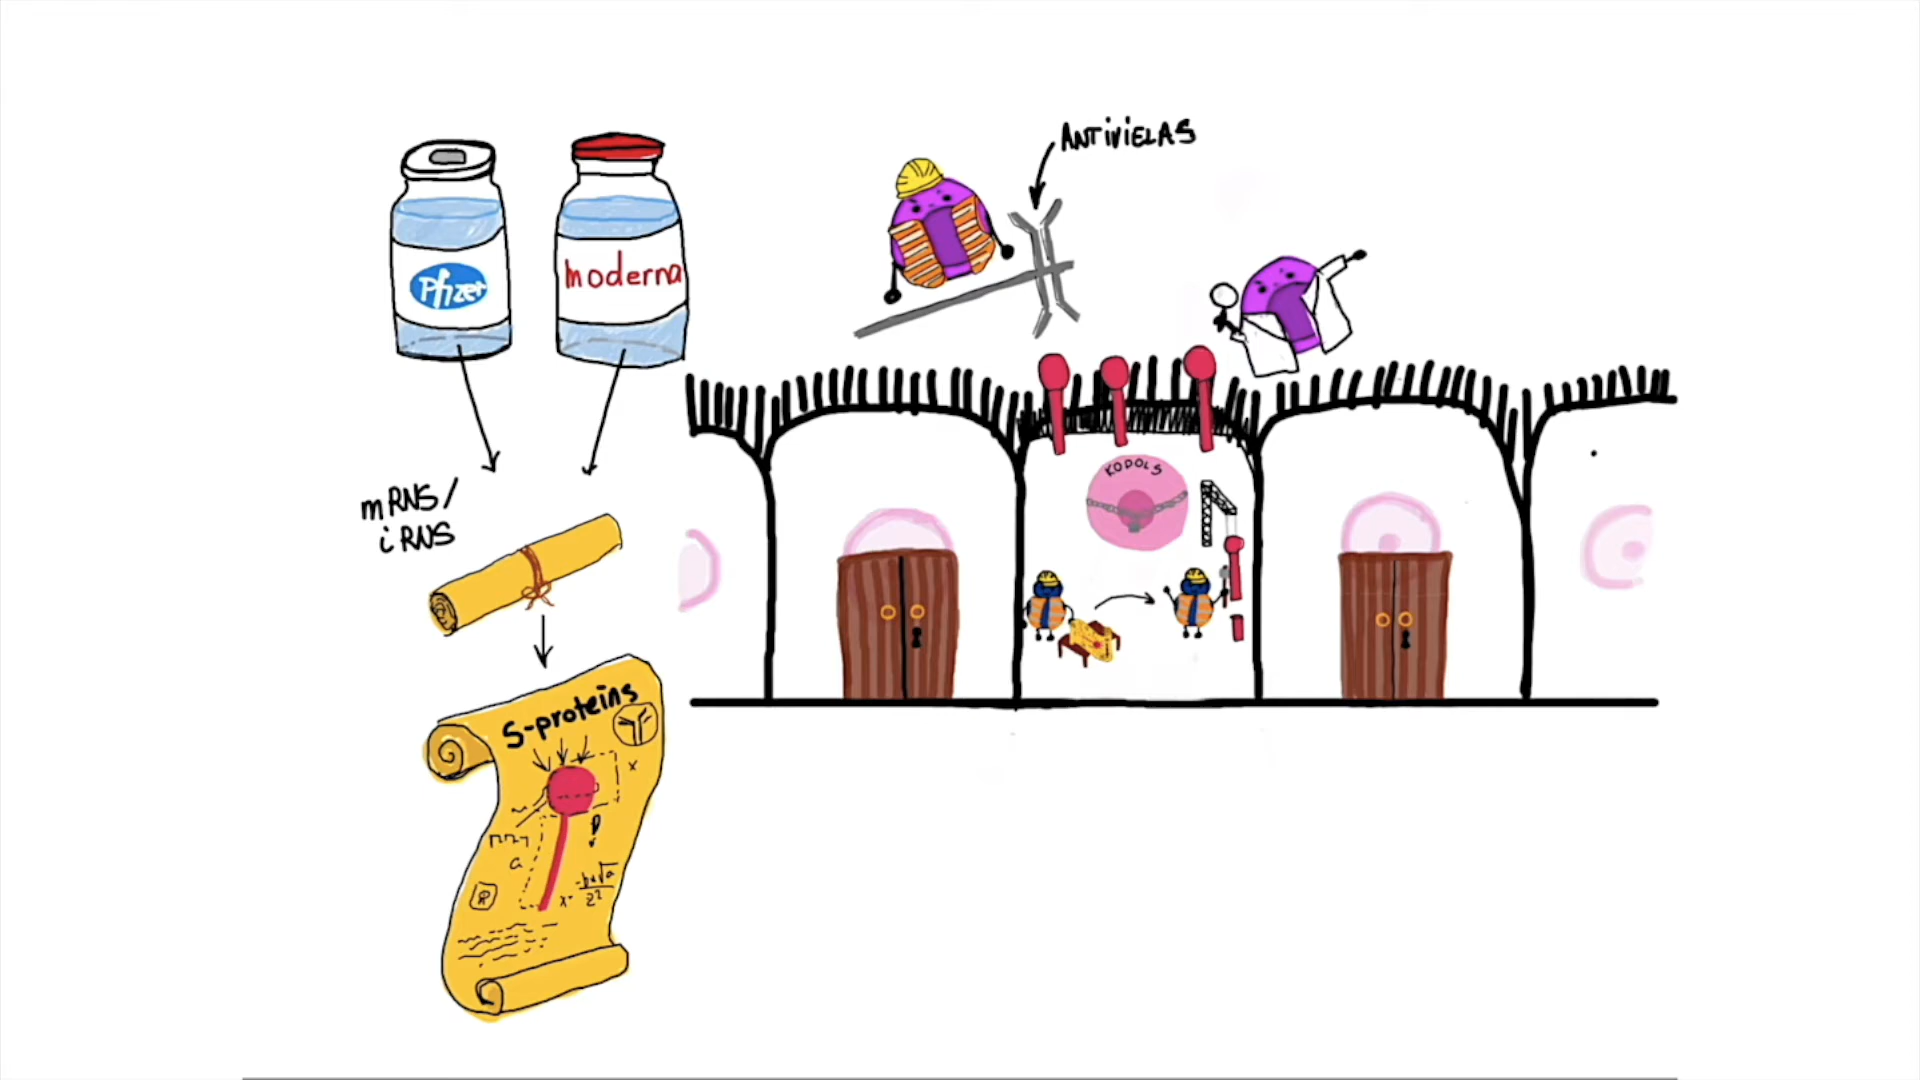 Pfizer
moderna
ANTIVIELAS
mRNS/
iRNS
KODOLS
S-proteins
x
a